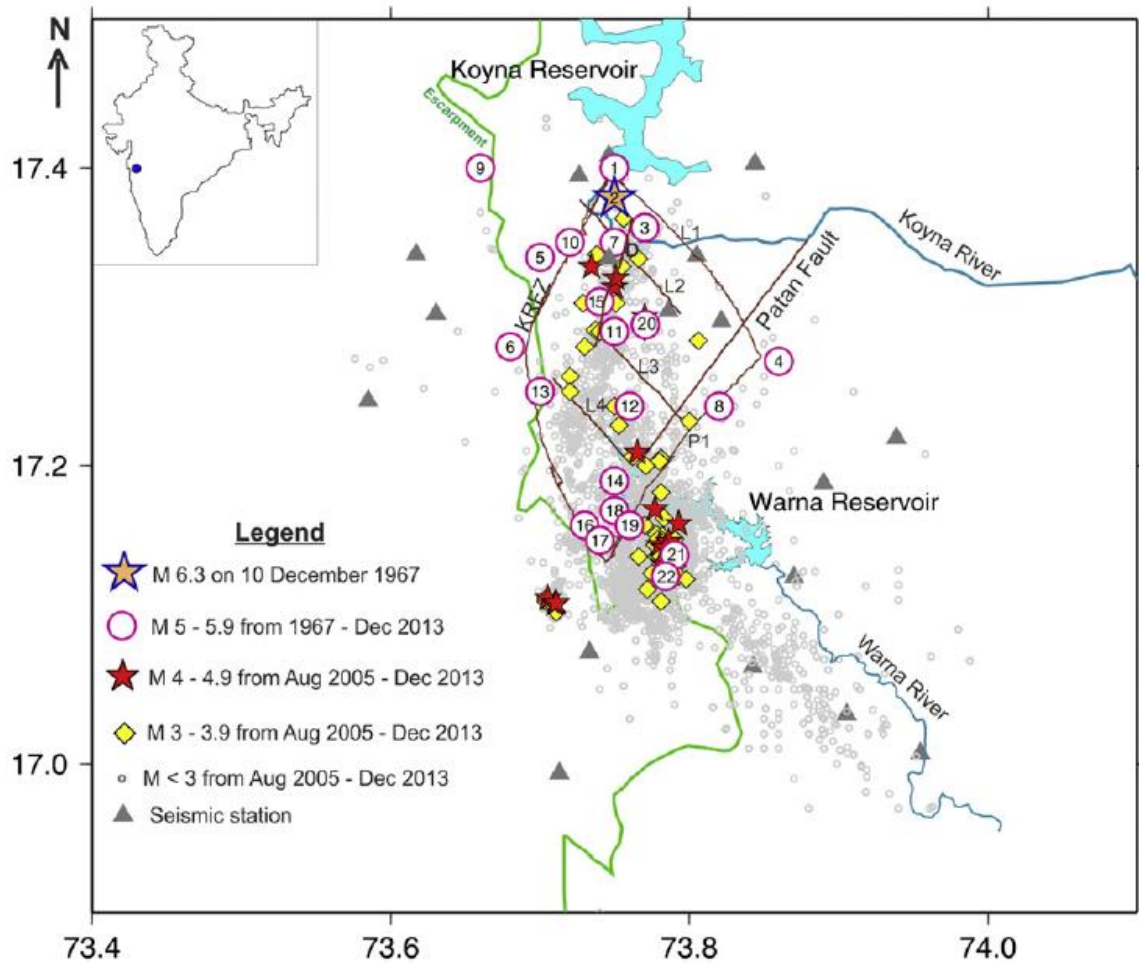 N
Koyna Reservoir
Escarpment
17.4
9
1
2
3
7
10
5
D
L1
Koyna River
KRFZ
L2
Patan Fault
15
20
11
6
L3
4
13
L4
12
8
P1
17.2
14
18
Warna Reservoir
16
19
17
21
22
Legend
M 6.3 on 10 December 1967
M 5 - 5.9 from 1967 - Dec 2013
M 4 - 4.9 from Aug 2005 - Dec 2013
M 3 - 3.9 from Aug 2005 - Dec 2013
M < 3 from Aug 2005 - Dec 2013
Seismic station
Warna River
17.0
73.4 73.6 73.8 74.0